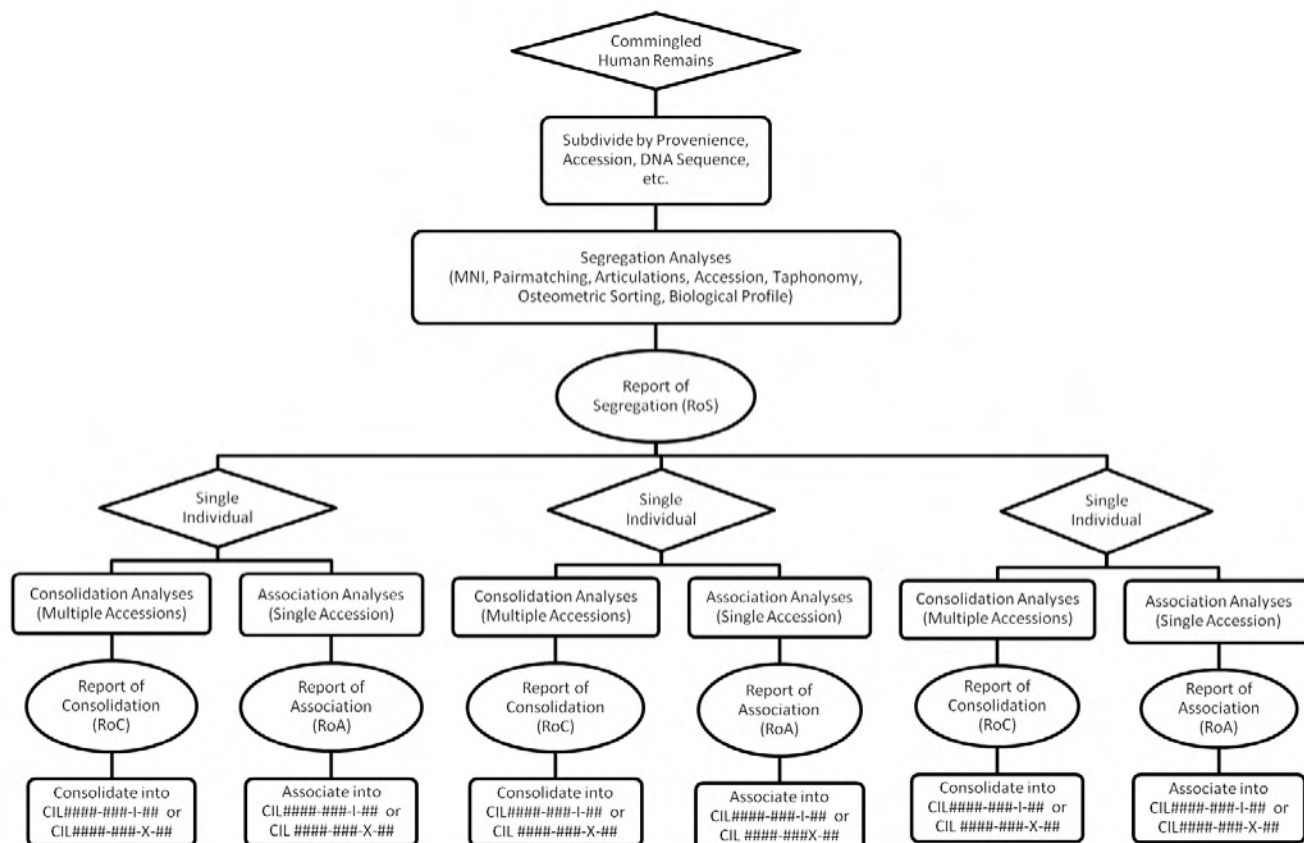 Commingled
Human Remains
Subdivide by Provenience,
Accession, DNA Sequence,
etc.
Segregation Analyses
(MNI, Pairmatching, Articulations, Accession, Taphonomy,
Osteometric Sorting, Biological Profile)
Report of
Segregation (RoS)
Single
Individual
Single
Individual
Single
Individual
Consolidation Analyses
(Multiple Accessions)
Association Analyses
(Single Accession)
Consolidation Analyses
(Multiple Accessions)
Association Analyses
(Single Accession)
Consolidation Analyses
(Multiple Accessions)
Association Analyses
(Single Accession)
Report of
Consolidation
(RoC)
Report of
Association
(RoA)
Report of
Consolidation
(RoC)
Report of
Association
(RoA)
Report of
Consolidation
(RoC)
Report of
Association
(RoA)
Consolidate into
CIL####-###-I-## or
CIL####-###-X-##
Associate into
CIL####-###-I-## or
CIL ####-###-X-##
Consolidate into
CIL####-###-I-## or
CIL ####-###-X-##
Associate into
CIL####-###-I-## or
CIL ####-###X-##
Consolidate into
CIL####-###-I-## or
CIL ####-###-X-##
Associate into
CIL####-###-I-## or
CIL####-###-X-##